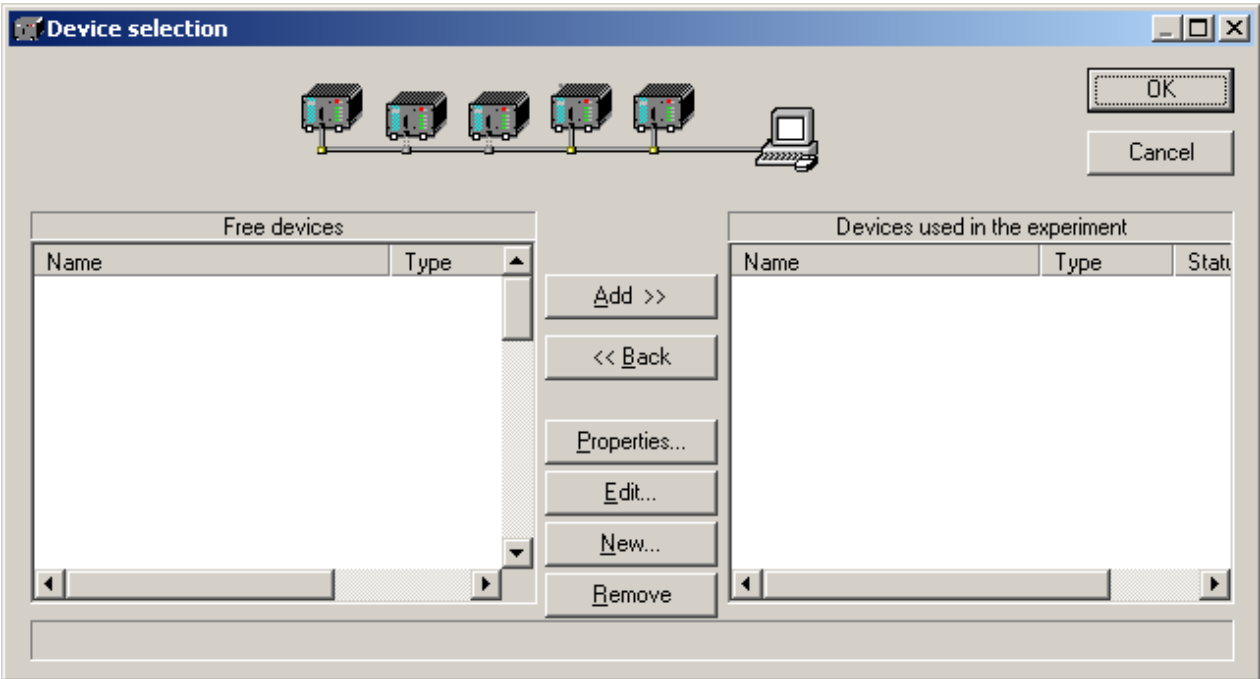 Device selection
OK
Cancel
Free devices
Devices used in the experiment
Name Type
Name Type Statu
Add >>
<< Back
Properties...
Edit...
New...
Remove